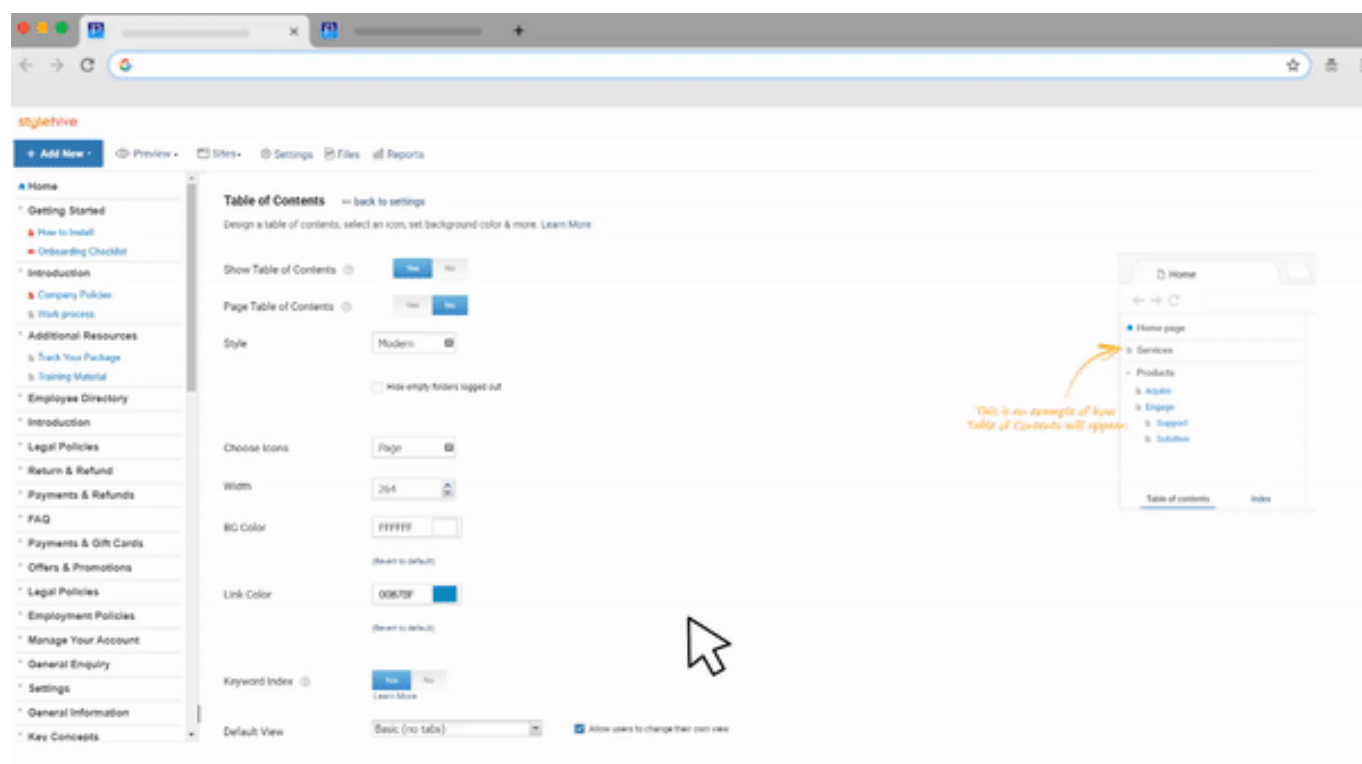 stylehive
+ Add New
Preview
Sites
Settings
Files
Reports
Home
Getting Started
How to Install
Onboarding Checklist
Introduction
Company Policies
Work process
Additional Resources
Track Your Package
Training Material
Employee Directory
Introduction
Legal Policies
Return & Refund
Payments & Refunds
FAQ
Payments & Gift Cards
Offers & Promotions
Legal Policies
Employment Policies
Manage Your Account
General Enquiry
Settings
General Information
Key Concepts
Table of Contents
back to settings
Design a table of contents, select an icon, set background color & more. Learn More
Show Table of Contents
Yes No
Page Table of Contents
Yes No
Style
Modern
Hide empty folders logged out
Choose Icons
Page
Width
264
BG Color
FFFFFF
(Revert to default)
Link Color
(Revert to default)
Keyword Index
Yes No
Learn More
Default View
Basic (no tabs)
Allow users to change their own view
This is an example of how
Table of Contents will appear
Home
Home page
Services
Products
Aquire
Engage
Support
Solution
Table of contents
Index